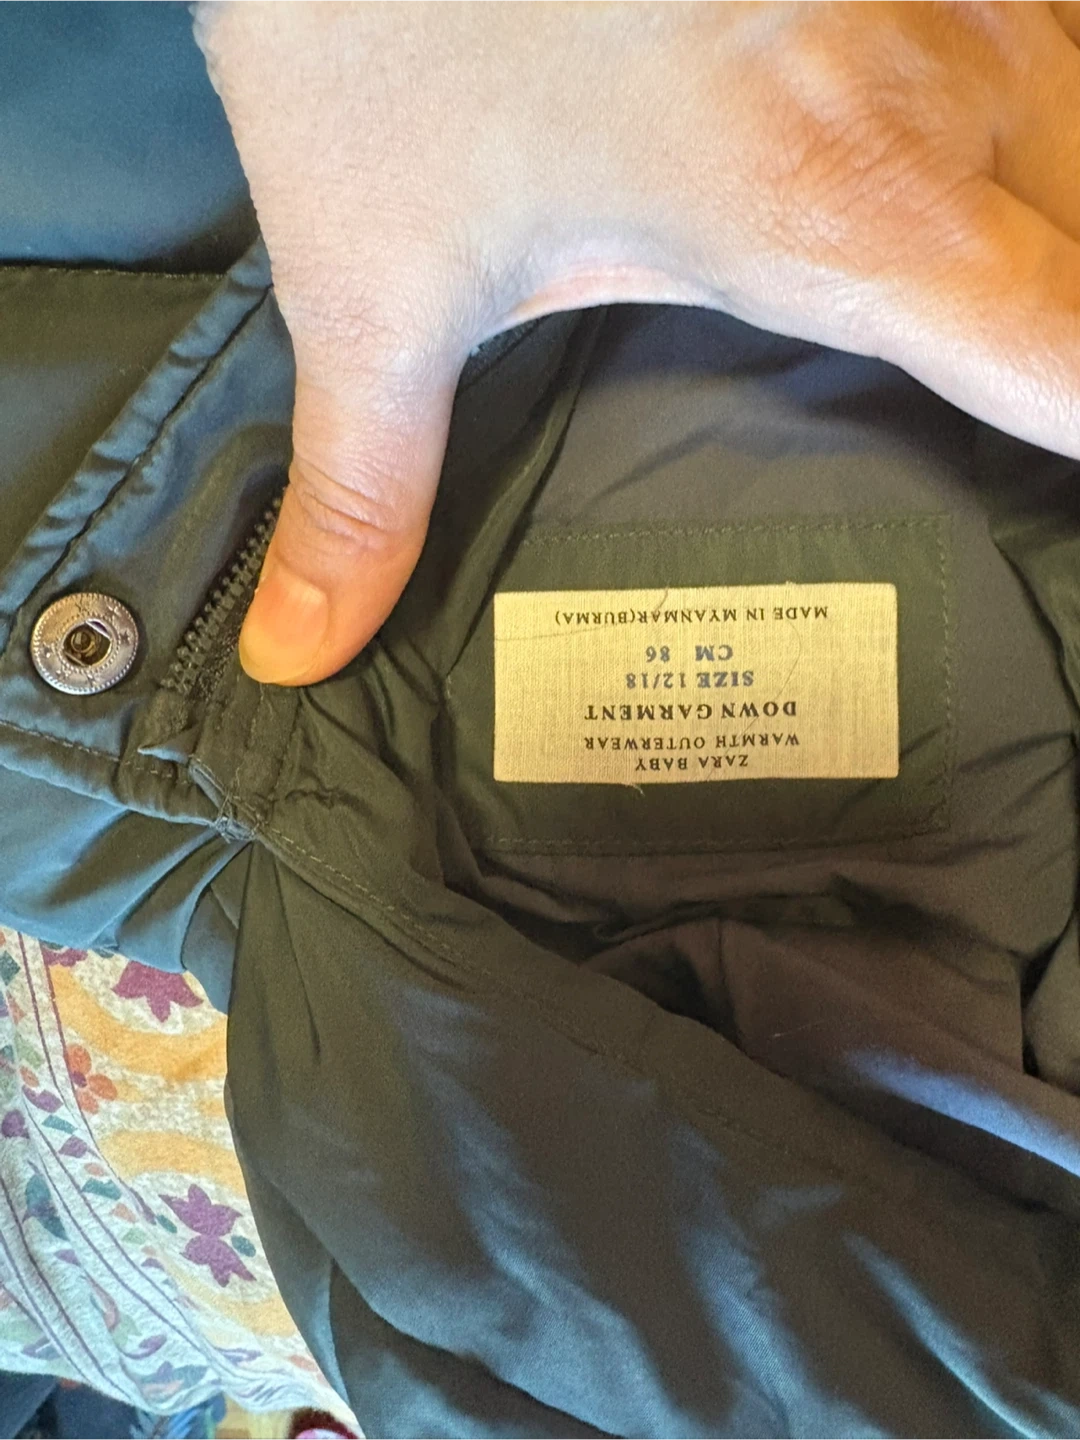 ZARA BABY
WARMTH OUTERWEAR
DOWN GARMENT
SIZE 12/18
CM 86
MADE IN MYANMAR(BURMA)